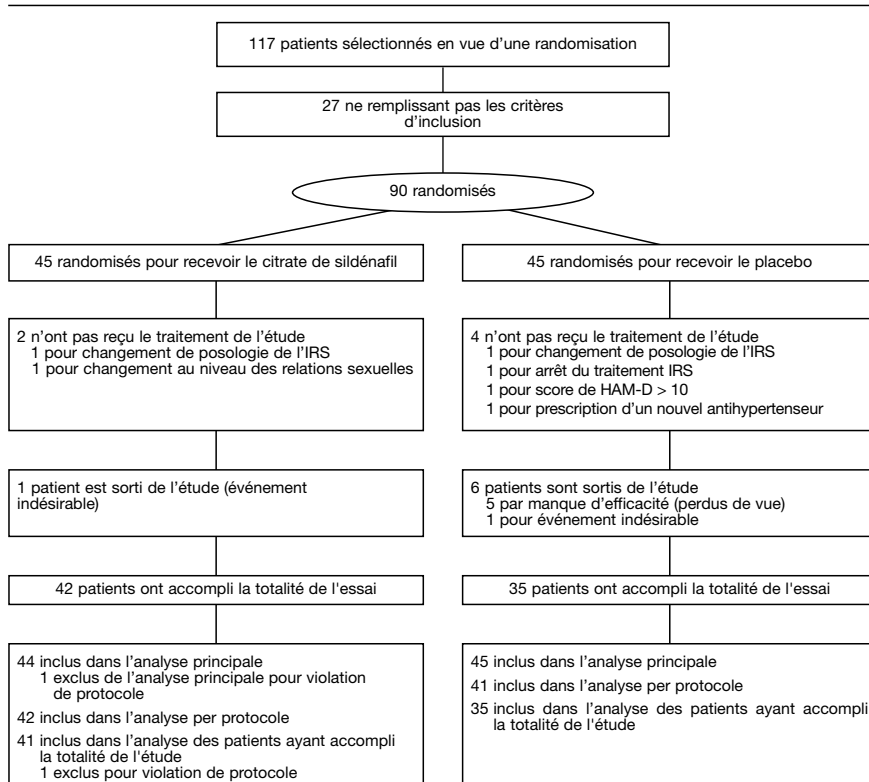 117 patients sélectionnés en vue d’une randomisation
27 ne remplissant pas les critères
d’inclusion
90 randomisés
45 randomisés pour recevoir le citrate de sildénafil
2 n’ont pas reçu le traitement de l’étude
1 pour changement de posologie de l’IRS
1 pour changement au niveau des relations sexuelles
1 patient est sorti de l’étude (événement
indésirable)
42 patients ont accompli la totalité de l'essai
44 inclus dans l’analyse principale
1 exclus de l’analyse principale pour violation
de protocole
42 inclus dans l’analyse per protocole
41 inclus dans l’analyse des patients ayant accompli
la totalité de l'étude
1 exclus pour violation de protocole
45 randomisés pour recevoir le placebo
4 n’ont pas reçu le traitement de l’étude
1 pour changement de posologie de l’IRS
1 pour arrêt du traitement IRS
1 pour score de HAM-D > 10
1 pour prescription d’un nouvel antihypertenseur
6 patients sont sortis de l’étude
5 par manque d’efficacité (perdus de vue)
1 pour événement indésirable
35 patients ont accompli la totalité de l'essai
45 inclus dans l’analyse principale
41 inclus dans l’analyse per protocole
35 inclus dans l’analyse des patients ayant accompli
la totalité de l'étude